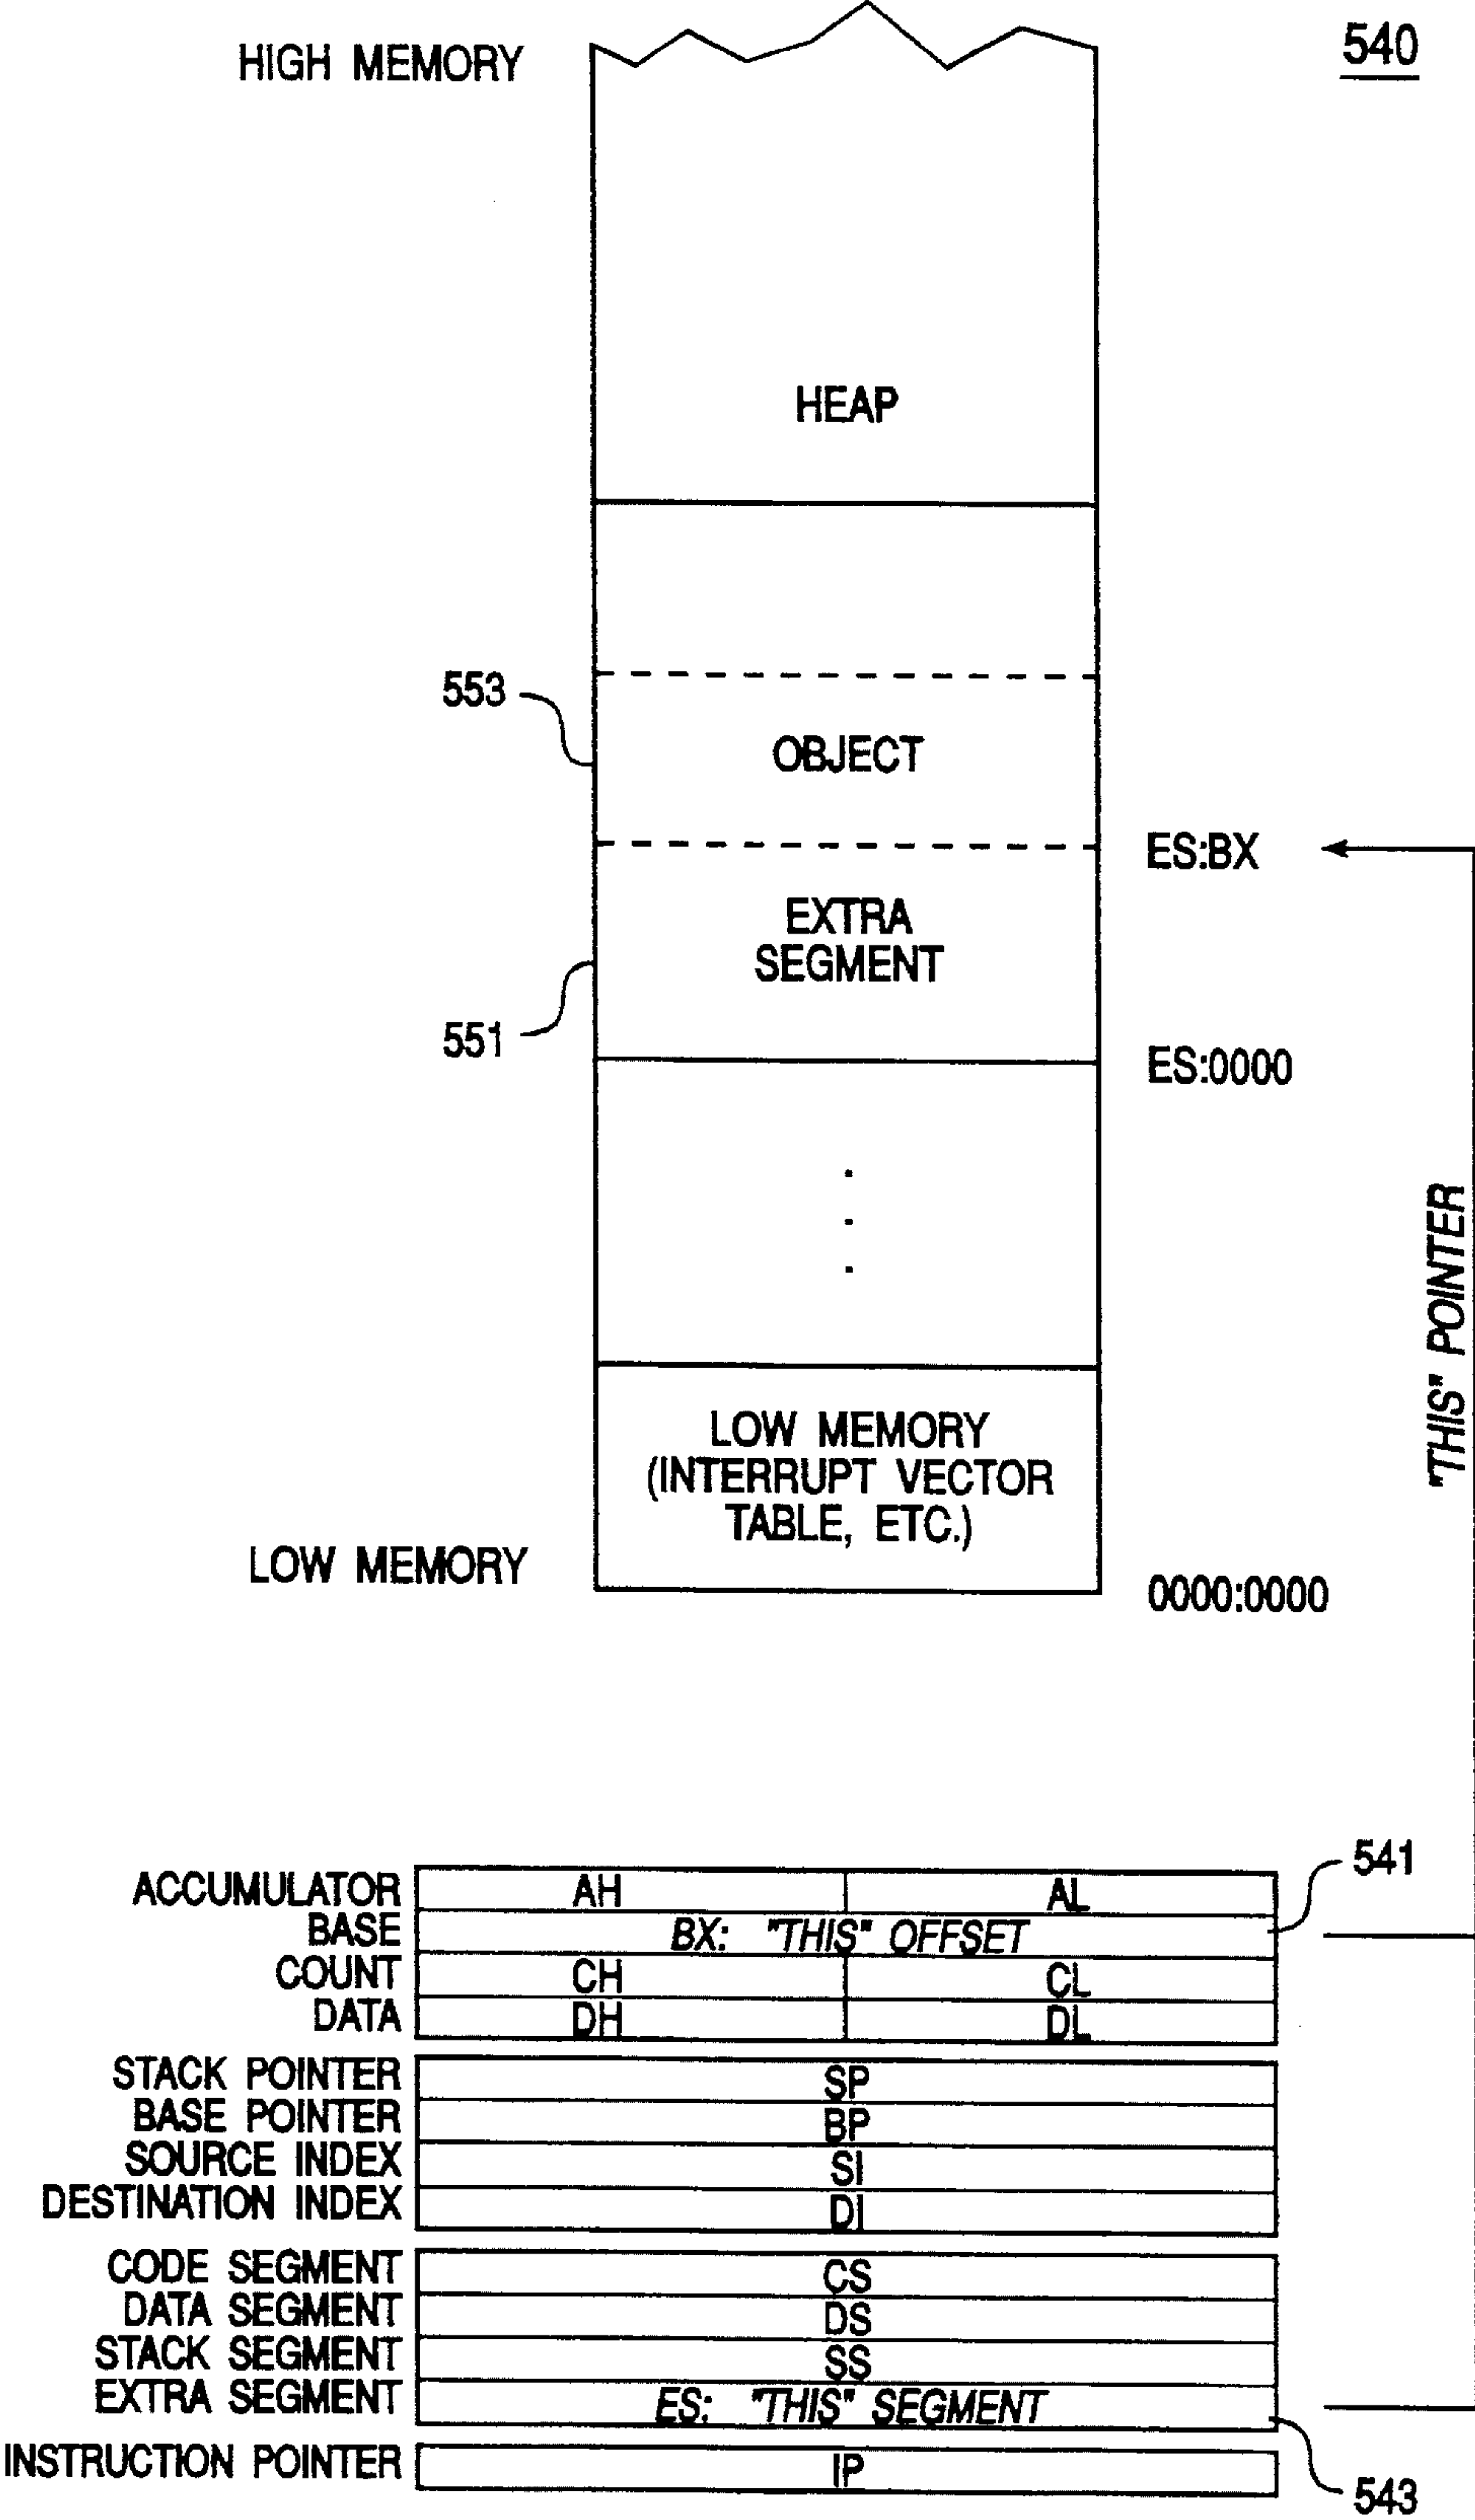 HIGH MEMORY
540
HEAP
553
OBJECT
ES:BX
EXTRA
SEGMENT
551
ES:0000
.
.
.
"THIS" POINTER
LOW MEMORY
(INTERRUPT VECTOR
TABLE, ETC.)
LOW MEMORY
0000:0000
541
ACCUMULATOR AH AL
BASE BX: "THIS" OFFSET
COUNT CH CL
DATA DH DL
STACK POINTER SP
BASE POINTER BP
SOURCE INDEX SI
DESTINATION INDEX DI
CODE SEGMENT CS
DATA SEGMENT DS
STACK SEGMENT SS
EXTRA SEGMENT ES: "THIS" SEGMENT
INSTRUCTION POINTER IP
543